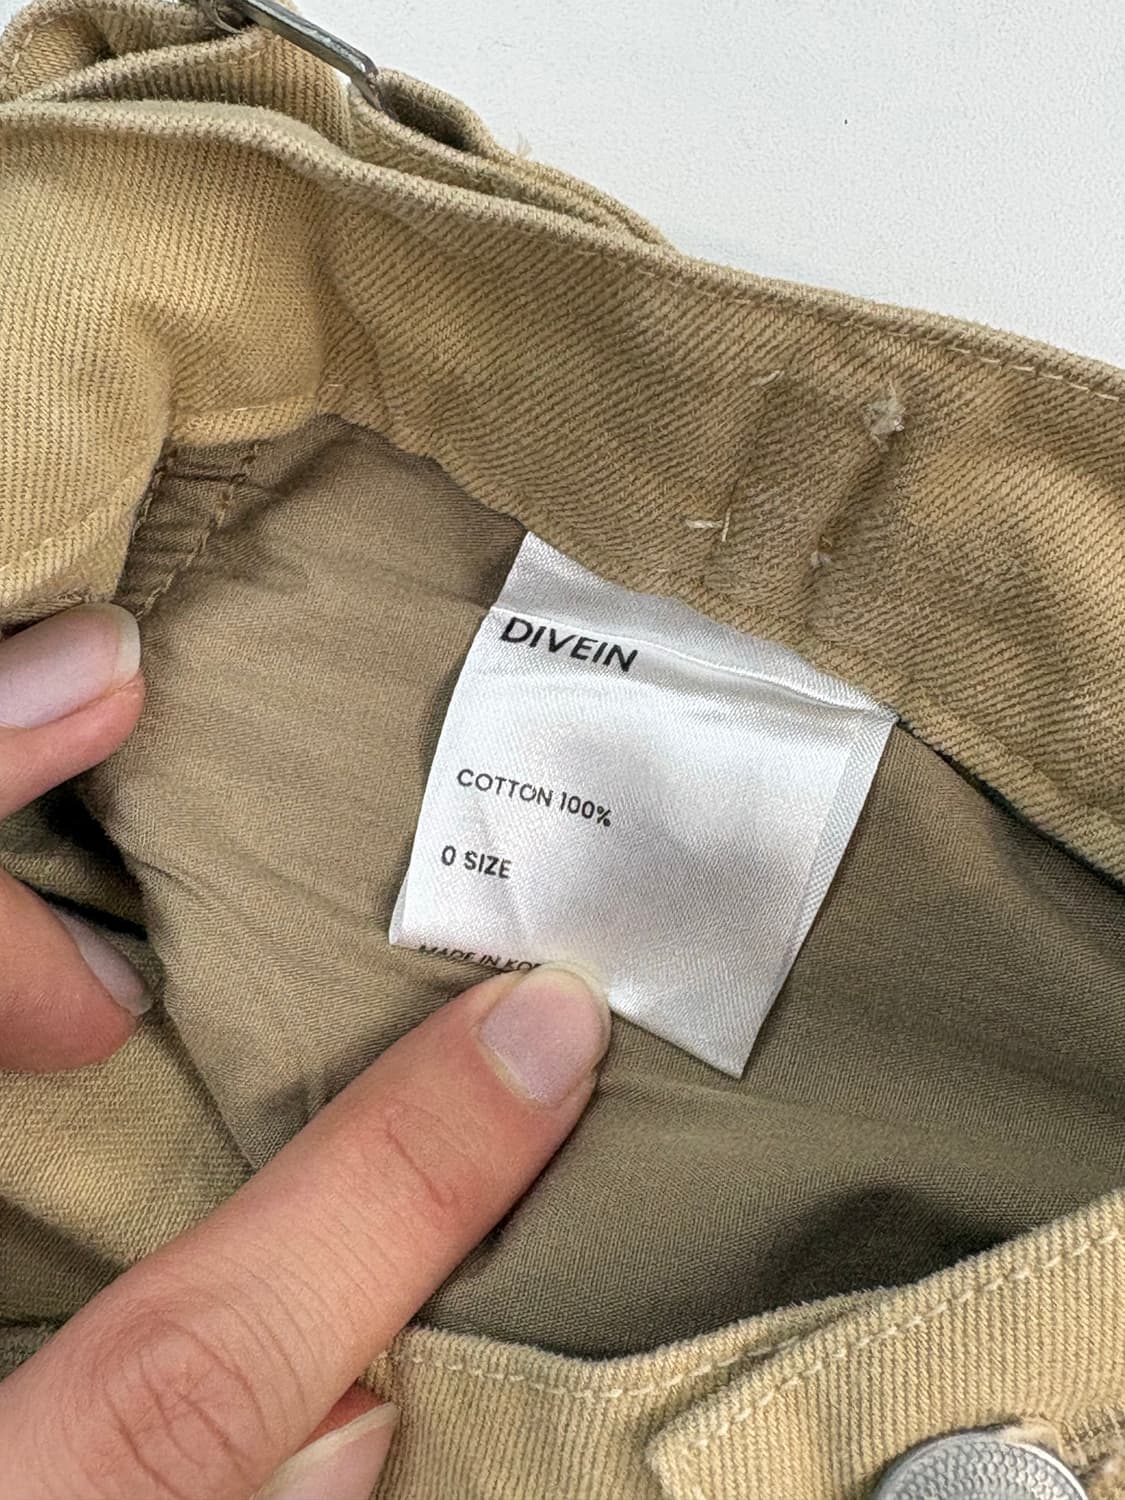 DIVEIN
COTTON 100%
0 SIZE
MADE IN